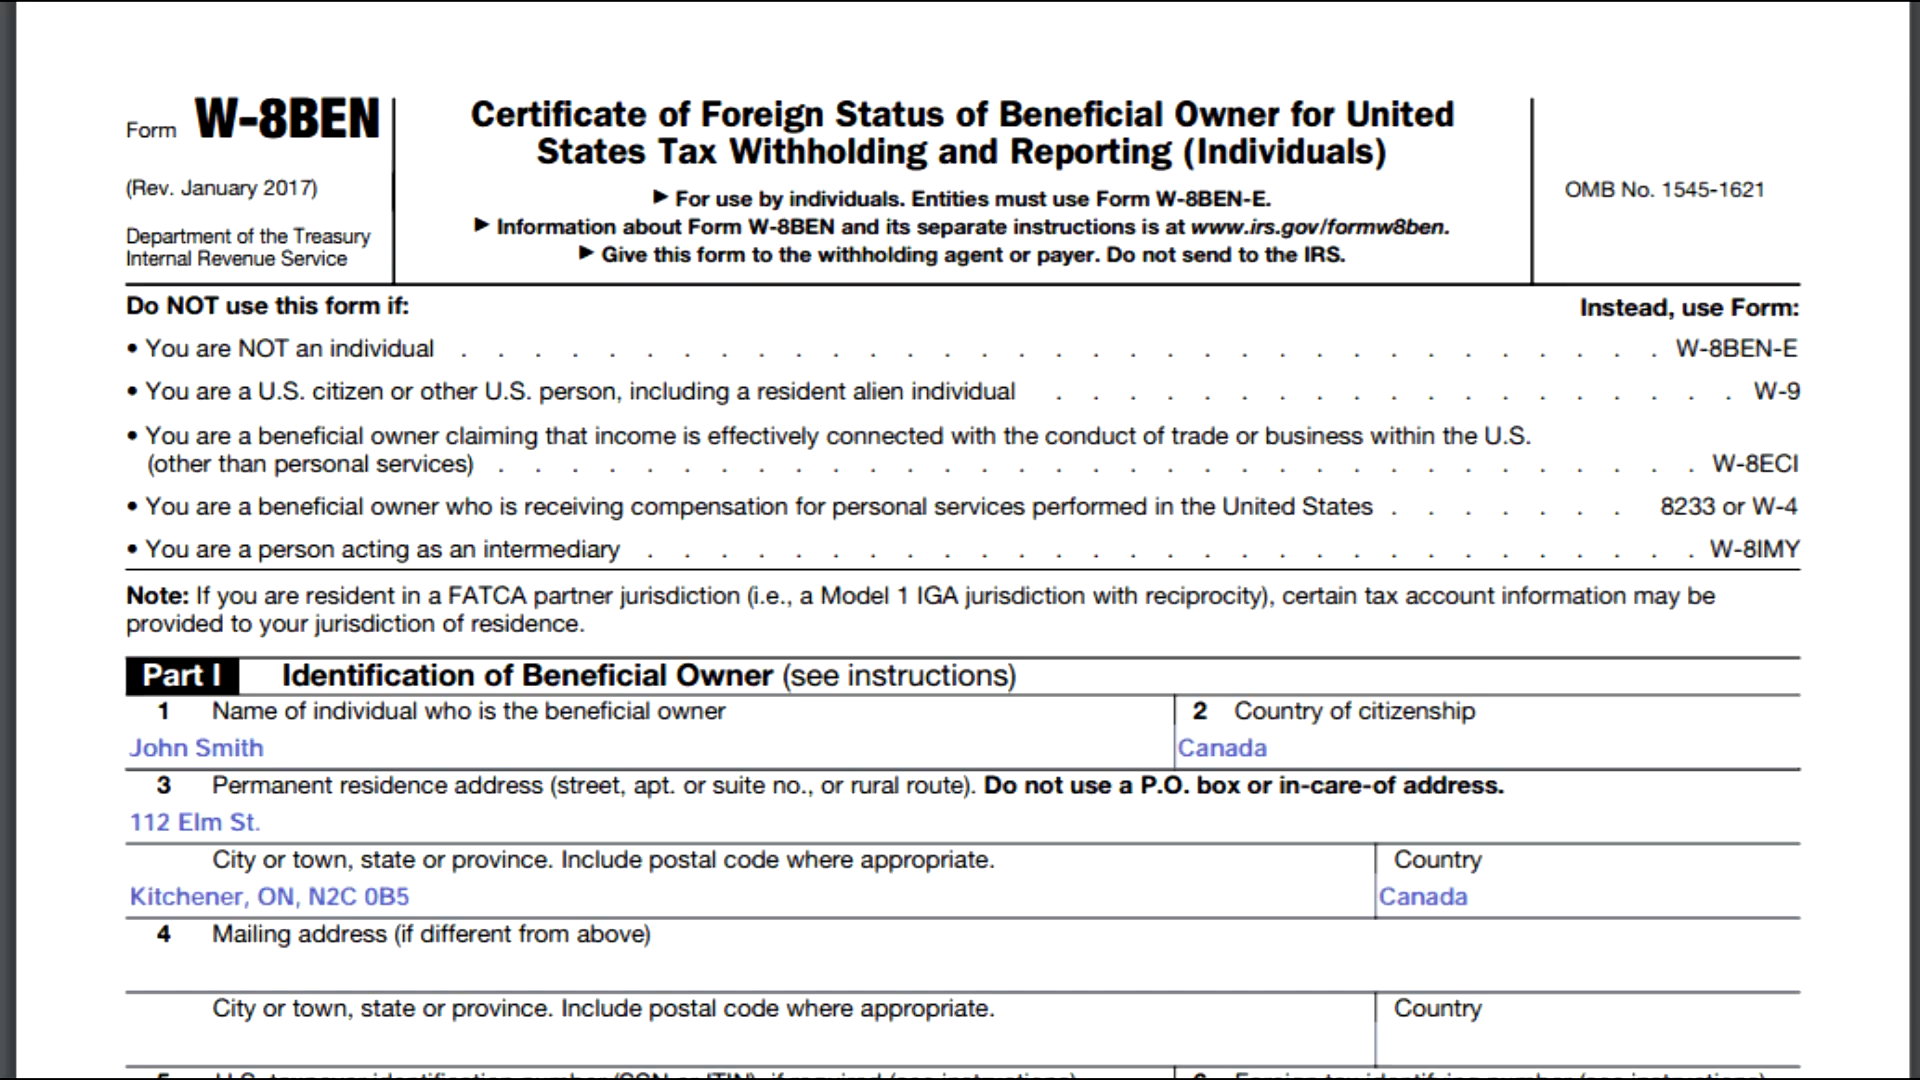 Form W-8BEN
(Rev. January 2017)
Department of the Treasury
Internal Revenue Service
Certificate of Foreign Status of Beneficial Owner for United
States Tax Withholding and Reporting (Individuals)
▶ For use by individuals. Entities must use Form W-8BEN-E.
▶ Information about Form W-8BEN and its separate instructions is at www.irs.gov/formw8ben.
▶ Give this form to the withholding agent or payer. Do not send to the IRS.
OMB No. 1545-1621
Do NOT use this form if: Instead, use Form:
• You are NOT an individual . . . . . . . . . . . . . . . . . . . . . . . . . . . . . . . . . W-8BEN-E
• You are a U.S. citizen or other U.S. person, including a resident alien individual . . . . . . . . . . . . . . . . . . . W-9
• You are a beneficial owner claiming that income is effectively connected with the conduct of trade or business within the U.S.
(other than personal services) . . . . . . . . . . . . . . . . . . . . . . . . . . . . . . . . . W-8ECI
• You are a beneficial owner who is receiving compensation for personal services performed in the United States . . . . . . . 8233 or W-4
• You are a person acting as an intermediary . . . . . . . . . . . . . . . . . . . . . . . . . . . . . W-8IMY
Note: If you are resident in a FATCA partner jurisdiction (i.e., a Model 1 IGA jurisdiction with reciprocity), certain tax account information may be
provided to your jurisdiction of residence.
Part I Identification of Beneficial Owner (see instructions)
1 Name of individual who is the beneficial owner
John Smith
2 Country of citizenship
Canada
3 Permanent residence address (street, apt. or suite no., or rural route). Do not use a P.O. box or in-care-of address.
112 Elm St.
City or town, state or province. Include postal code where appropriate.
Kitchener, ON, N2C 0B5
Country
Canada
4 Mailing address (if different from above)
City or town, state or province. Include postal code where appropriate.
Country